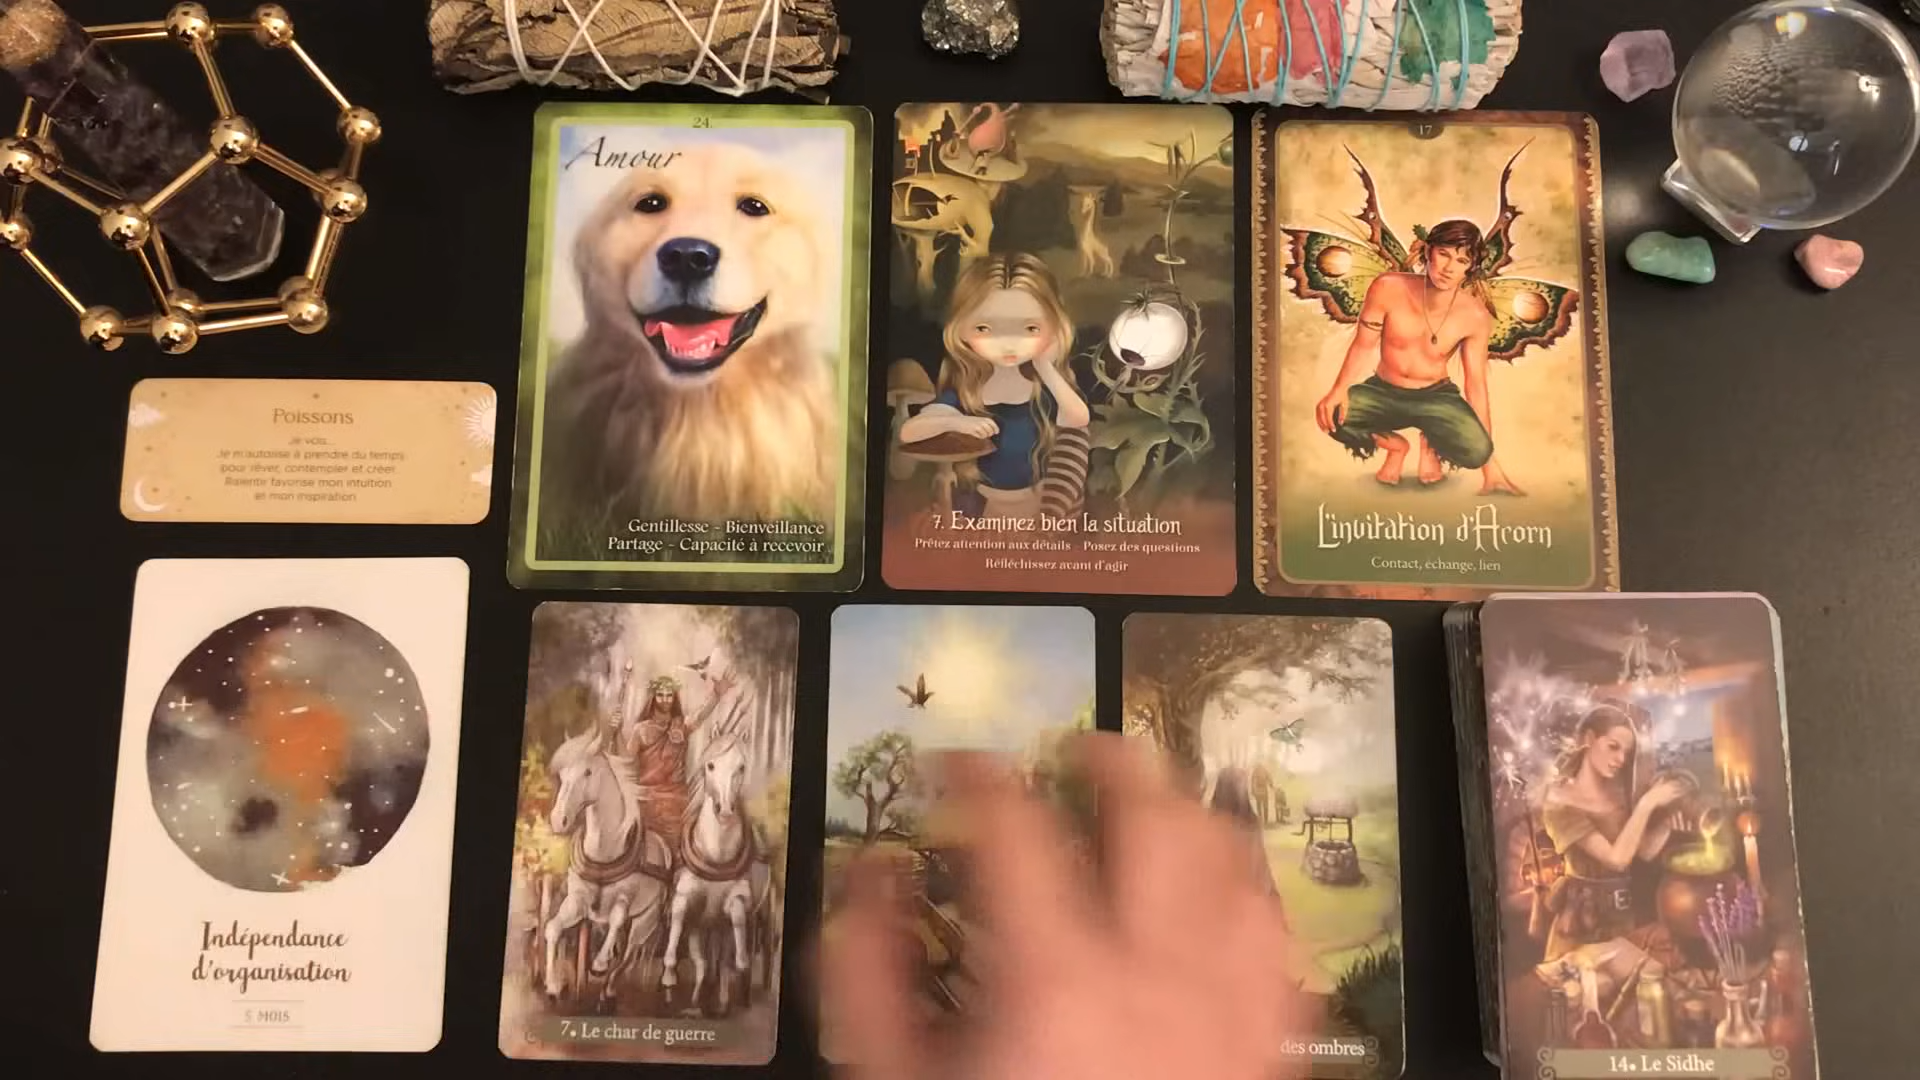 24.
Amour
Gentillesse - Bienveillance
Partage - Capacité à recevoir
7. Examinez bien la situation
Prêtez attention aux détails - Posez des questions
Réfléchissez avant d'agir
17
L'invitation d'Acorn
Contact, échange, lien
Poissons
Je vois...
Je m'autorise à prendre du temps
pour rêver, contempler et créer.
Ralentir favorise mon intuition
et mon inspiration
Indépendance
d'organisation
5 MOIS
7. Le char de guerre
des ombres
14. Le Sidhe